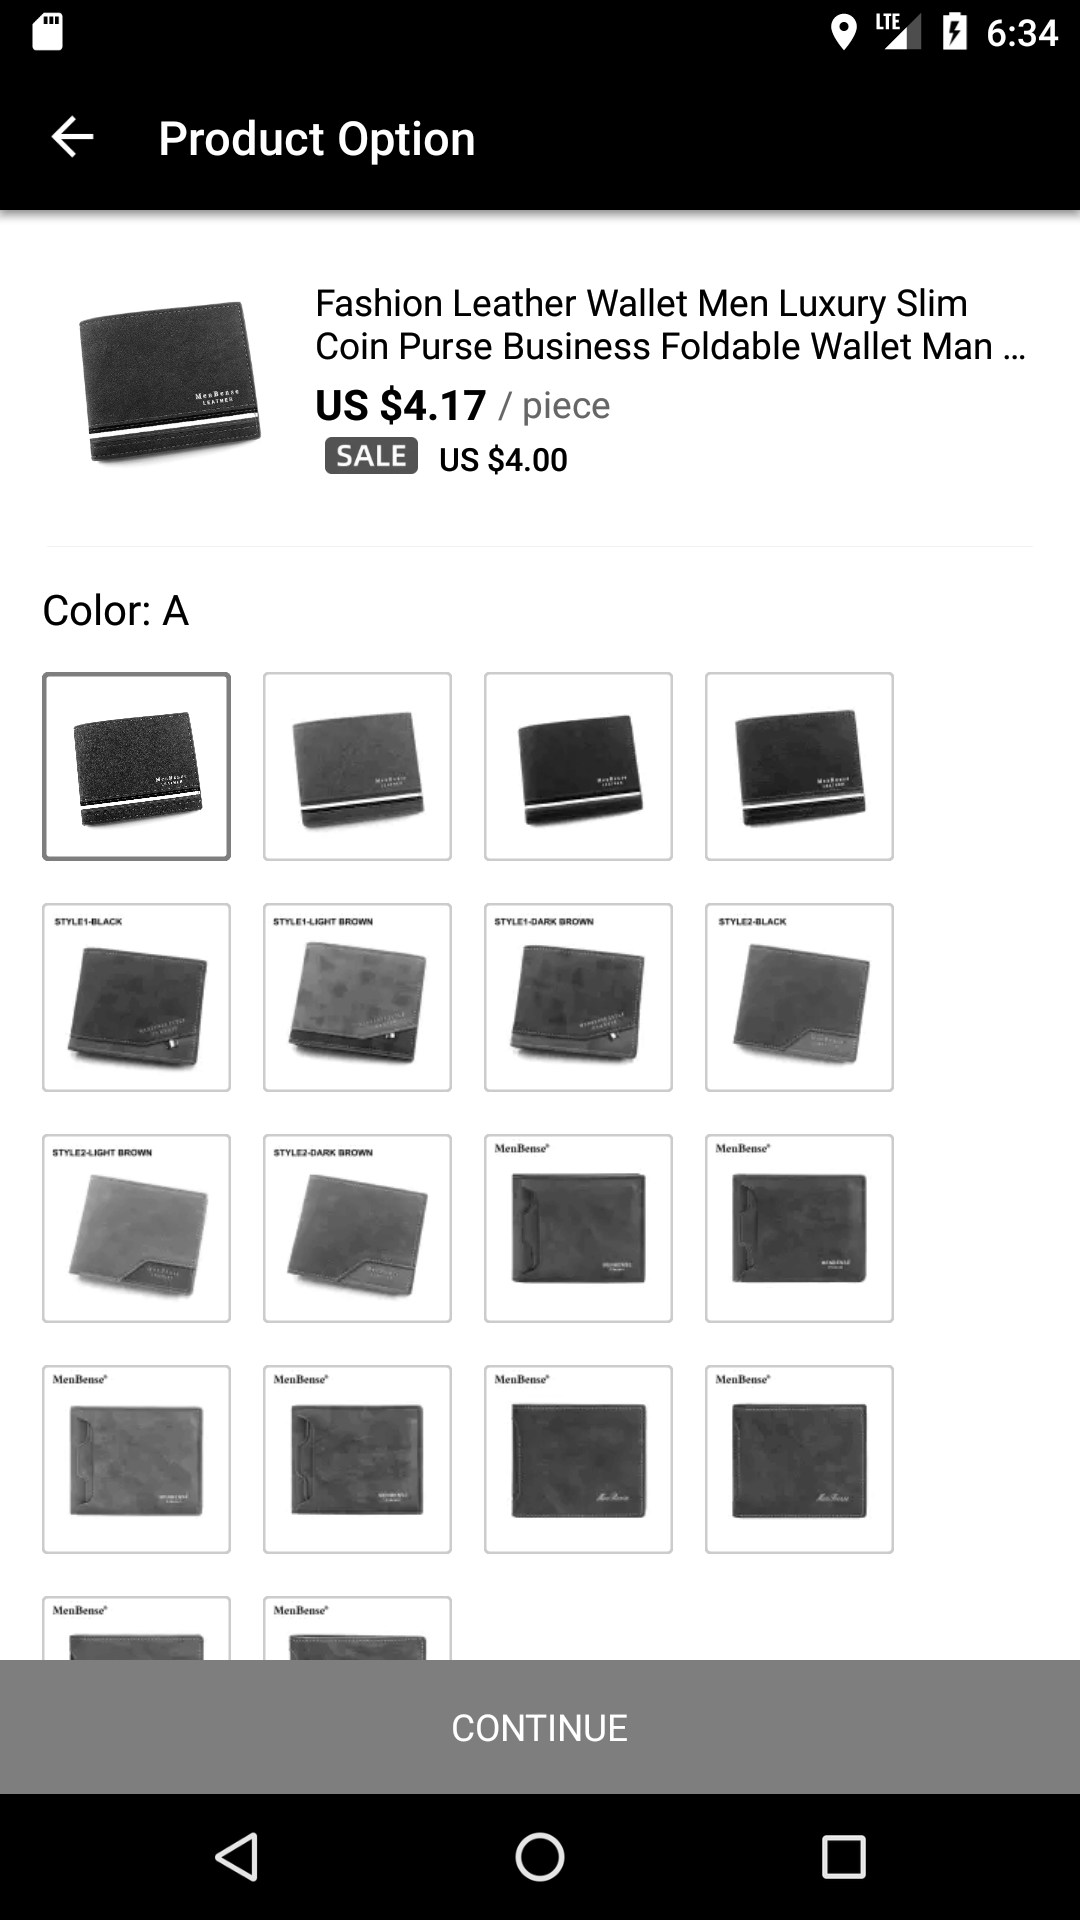 LTE 6:34
Product Option
Fashion Leather Wallet Men Luxury Slim
Coin Purse Business Foldable Wallet Man ...
US $4.17 / piece
SALE US $4.00
MenBense
LEATHER
Color: A
STYLE1-BLACK STYLE1-LIGHT BROWN STYLE1-DARK BROWN STYLE2-BLACK
STYLE2-LIGHT BROWN STYLE2-DARK BROWN MenBense® MenBense®
MenBense® MenBense® MenBense® MenBense®
MenBense® MenBense®
CONTINUE